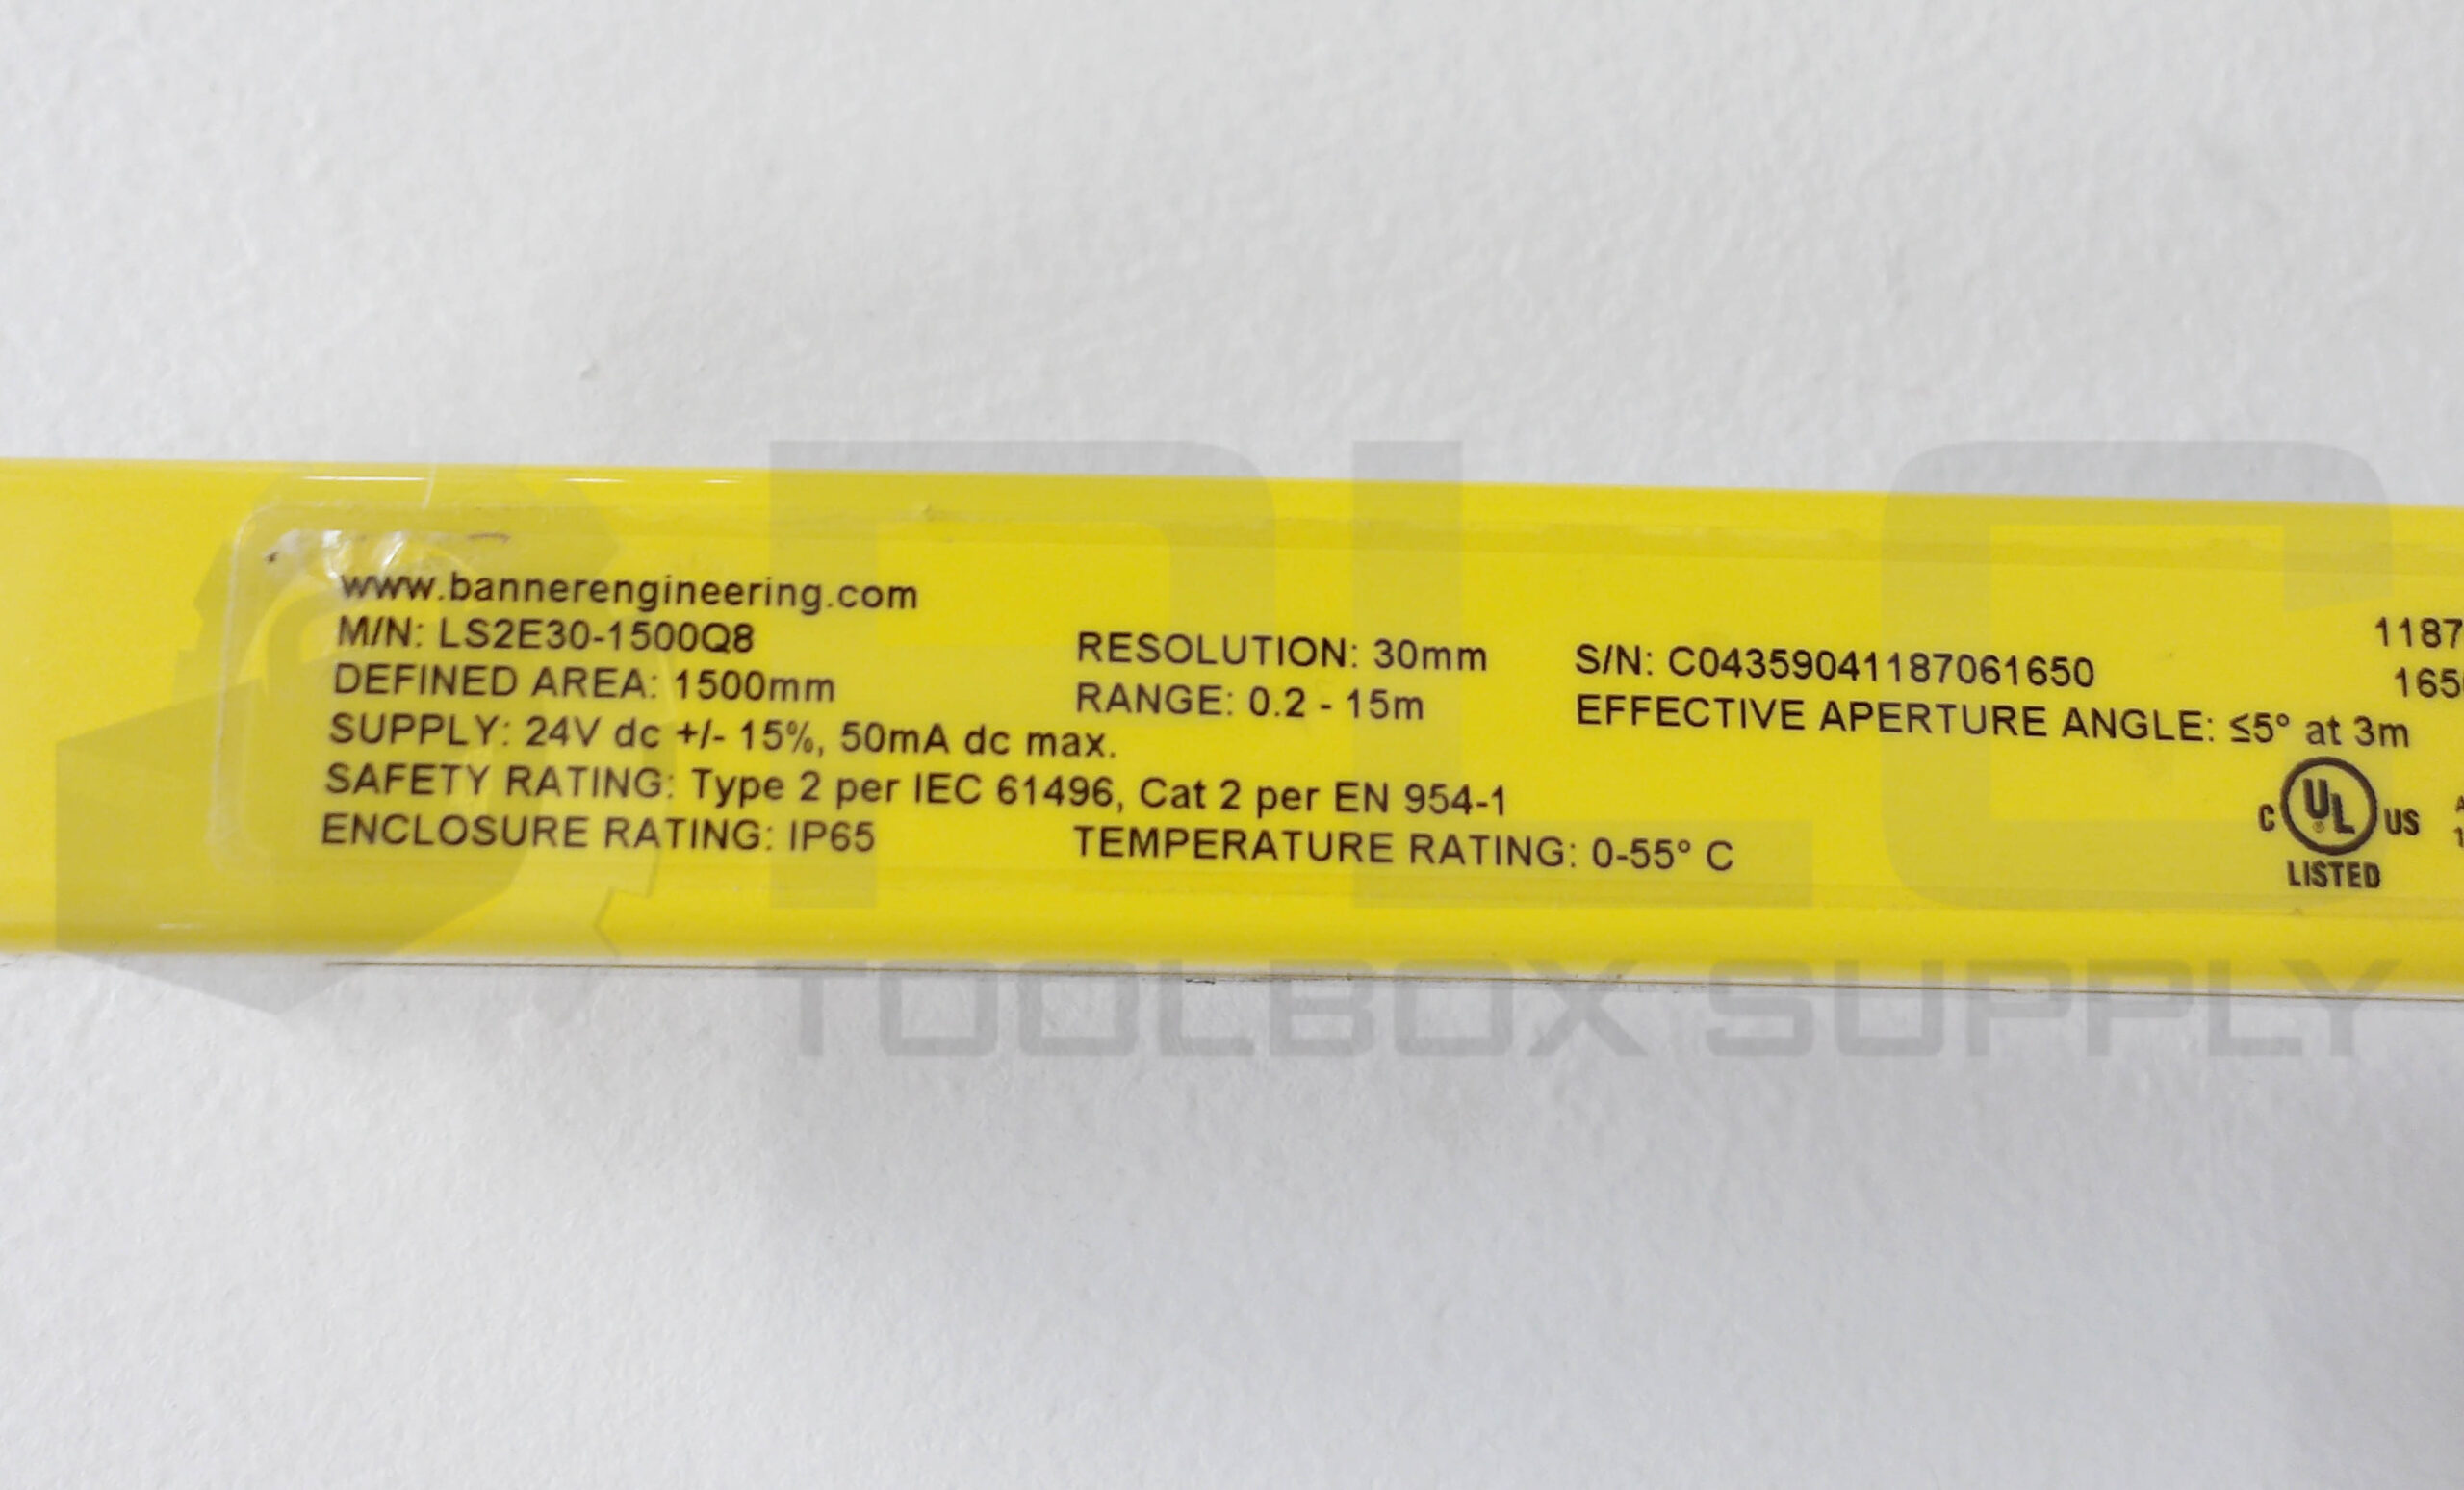 www.bannerengineering.com
M/N: LS2E30-1500Q8
DEFINED AREA: 1500mm
SUPPLY: 24V dc +/- 15%, 50mA dc max.
SAFETY RATING: Type 2 per IEC 61496, Cat 2 per EN 954-1
ENCLOSURE RATING: IP65
RESOLUTION: 30mm
RANGE: 0.2 - 15m
TEMPERATURE RATING: 0-55° C
S/N: C04359041187061650
EFFECTIVE APERTURE ANGLE: ≤5° at 3m
1187
165
C UL ® US
LISTED
PLC
TOOLBOX SUPPLY